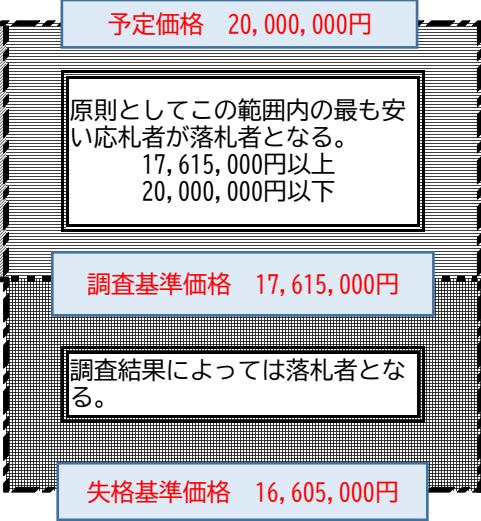 予定価格　20,000,000円
原則としてこの範囲内の最も安
い応札者が落札者となる。
17,615,000円以上
20,000,000円以下
調査基準価格　17,615,000円
調査結果によっては落札者とな
る。
失格基準価格　16,605,000円